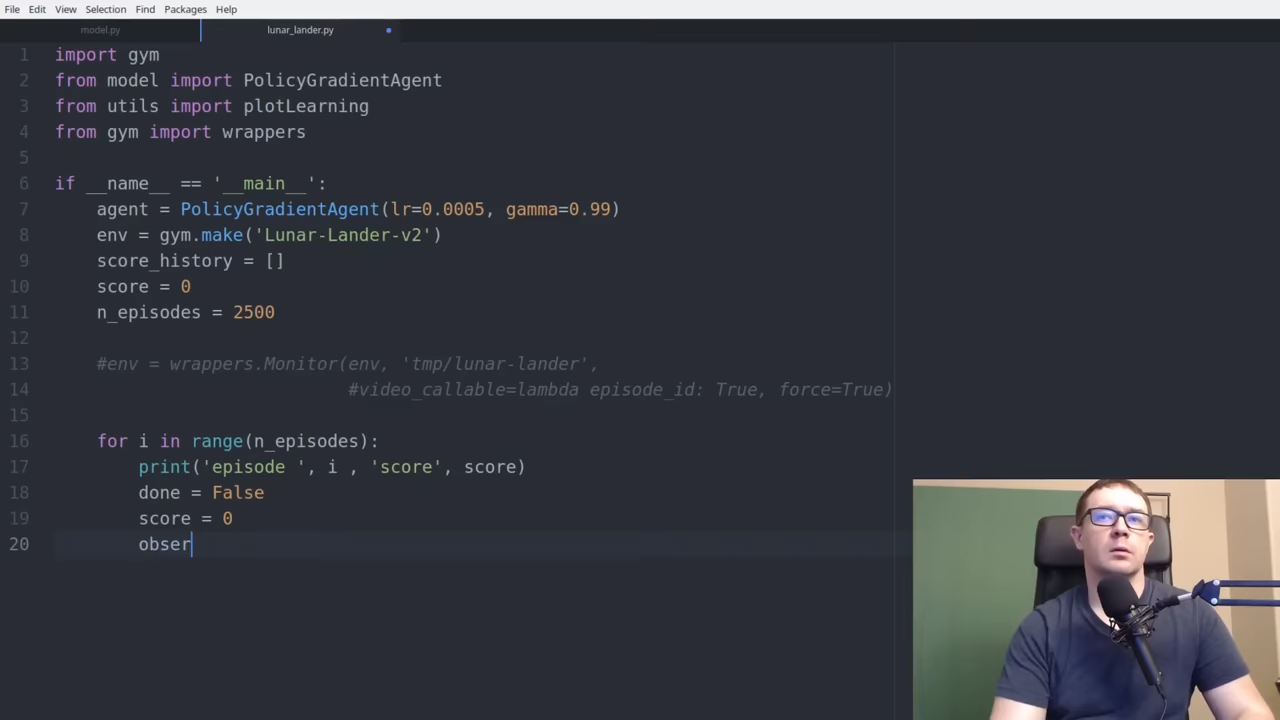 File Edit View Selection Find Packages Help
model.py lunar_lander.py
1 import gym
2 from model import PolicyGradientAgent
3 from utils import plotLearning
4 from gym import wrappers
5
6 if __name__ == '__main__':
7 agent = PolicyGradientAgent(lr=0.0005, gamma=0.99)
8 env = gym.make('Lunar-Lander-v2')
9 score_history = []
10 score = 0
11 n_episodes = 2500
12
13 #env = wrappers.Monitor(env, 'tmp/lunar-lander',
14 #video_callable=lambda episode_id: True, force=True)
15
16 for i in range(n_episodes):
17 print('episode ', i , 'score', score)
18 done = False
19 score = 0
20 obser